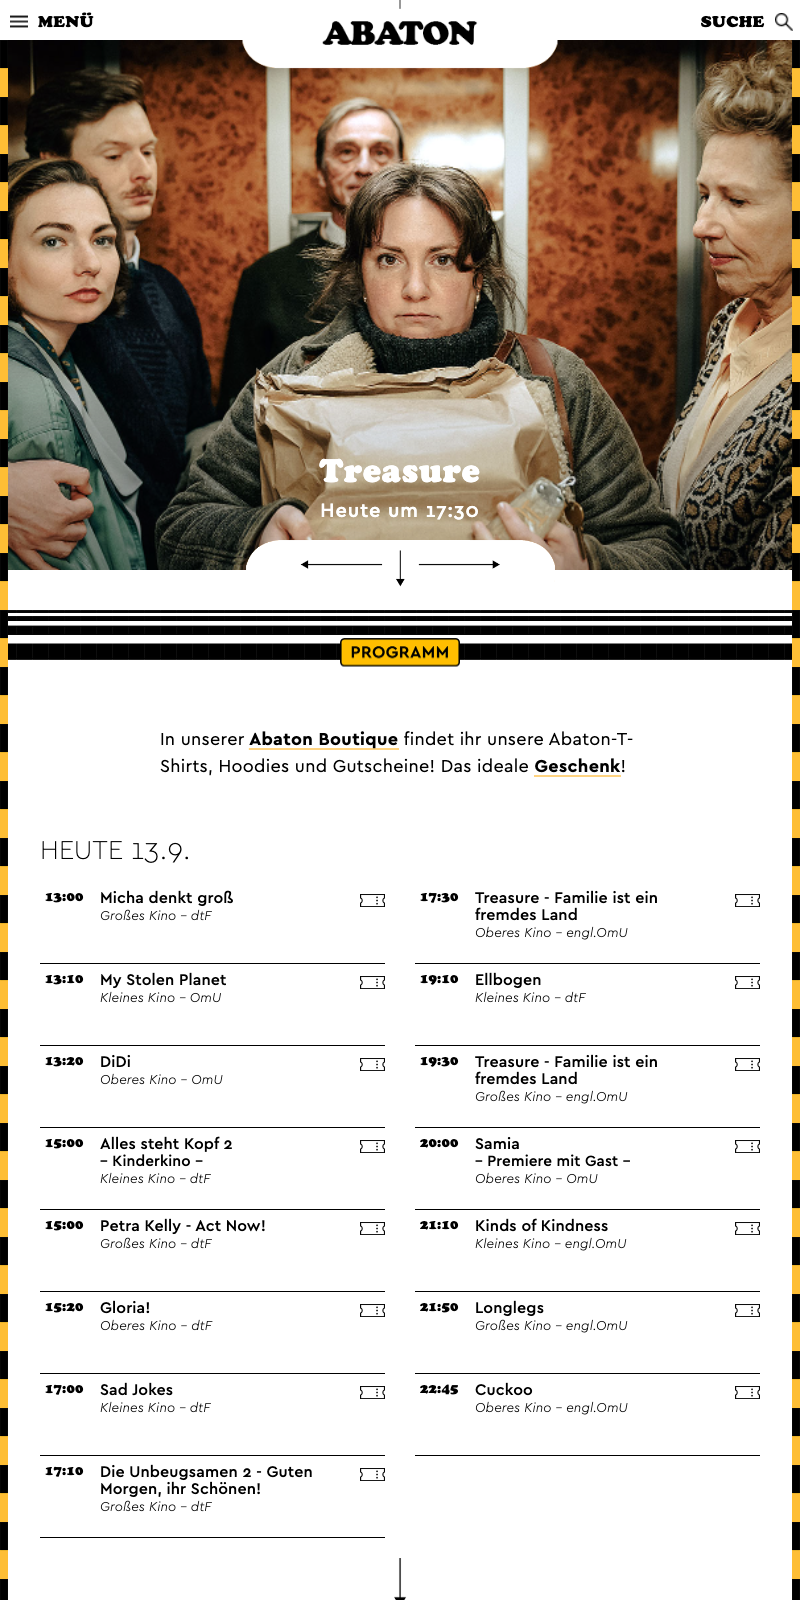 MENÜ
ABATON
SUCHE
Treasure
Heute um 17:30
PROGRAMM
In unserer Abaton Boutique findet ihr unsere Abaton-T-
Shirts, Hoodies und Gutscheine! Das ideale Geschenk!
HEUTE 13.9.
13:00 Micha denkt groß
Großes Kino – dtF
13:10 My Stolen Planet
Kleines Kino – OmU
13:20 DiDi
Oberes Kino – OmU
15:00 Alles steht Kopf 2
– Kinderkino –
Kleines Kino – dtF
15:00 Petra Kelly - Act Now!
Großes Kino – dtF
15:20 Gloria!
Oberes Kino – dtF
17:00 Sad Jokes
Kleines Kino – dtF
17:10 Die Unbeugsamen 2 - Guten
Morgen, ihr Schönen!
Großes Kino – dtF
17:30 Treasure - Familie ist ein
fremdes Land
Oberes Kino – engl.OmU
19:10 Ellbogen
Kleines Kino – dtF
19:30 Treasure - Familie ist ein
fremdes Land
Großes Kino – engl.OmU
20:00 Samia
– Premiere mit Gast –
Oberes Kino – OmU
21:10 Kinds of Kindness
Kleines Kino – engl.OmU
21:50 Longlegs
Großes Kino – engl.OmU
22:45 Cuckoo
Oberes Kino – engl.OmU